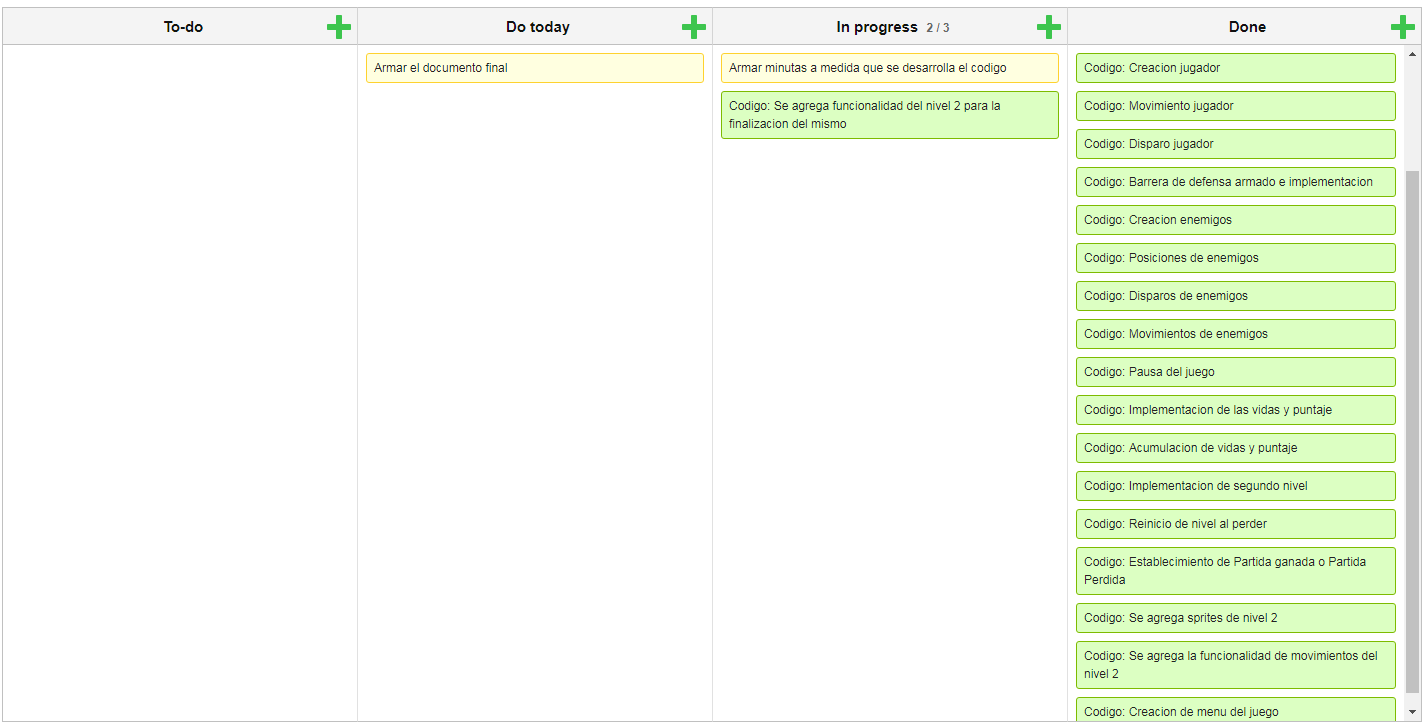 To-do
Do today
In progress 2 / 3
Done
Armar el documento final
Armar minutas a medida que se desarrolla el codigo
Codigo: Se agrega funcionalidad del nivel 2 para la
finalizacion del mismo
Codigo: Creacion jugador
Codigo: Movimiento jugador
Codigo: Disparo jugador
Codigo: Barrera de defensa armado e implementacion
Codigo: Creacion enemigos
Codigo: Posiciones de enemigos
Codigo: Disparos de enemigos
Codigo: Movimientos de enemigos
Codigo: Pausa del juego
Codigo: Implementacion de las vidas y puntaje
Codigo: Acumulacion de vidas y puntaje
Codigo: Implementacion de segundo nivel
Codigo: Reinicio de nivel al perder
Codigo: Establecimiento de Partida ganada o Partida
Perdida
Codigo: Se agrega sprites de nivel 2
Codigo: Se agrega la funcionalidad de movimientos del
nivel 2
Codigo: Creacion de menu del juego